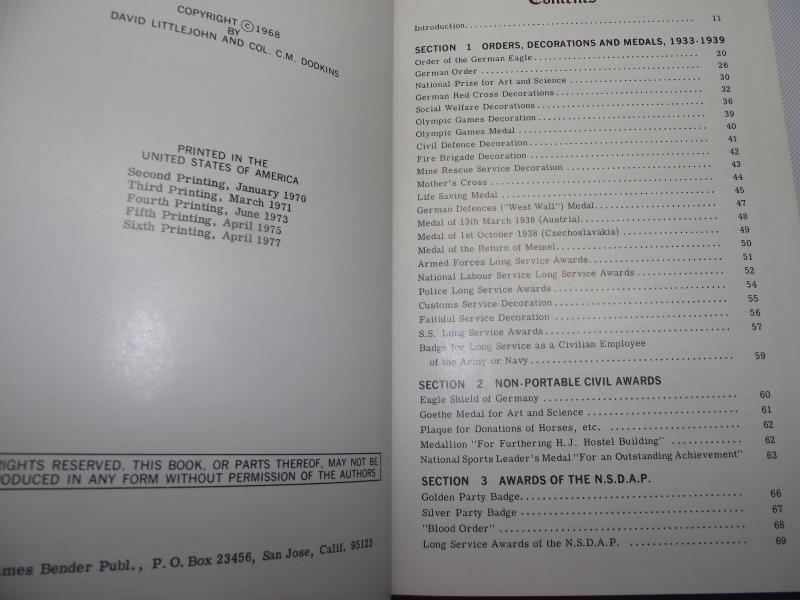 COPYRIGHT © 1968
BY
DAVID LITTLEJOHN AND COL. C.M. DODKINS
PRINTED IN THE
UNITED STATES OF AMERICA
Second Printing, January 1970
Third Printing, March 1971
Fourth Printing, June 1973
Fifth Printing, April 1975
Sixth Printing, April 1977
RIGHTS RESERVED. THIS BOOK, OR PARTS THEREOF, MAY NOT BE
ODUCED IN ANY FORM WITHOUT PERMISSION OF THE AUTHORS
ames Bender Publ., P.O. Box 23456, San Jose, Calif. 95123
Contents
Introduction. 11
SECTION 1 ORDERS, DECORATIONS AND MEDALS, 1933-1939
Order of the German Eagle 20
German Order 26
National Prize for Art and Science 30
German Red Cross Decorations 32
Social Welfare Decorations 36
Olympic Games Decoration 39
Olympic Games Medal 40
Civil Defence Decoration 41
Fire Brigade Decoration 42
Mine Rescue Service Decoration 43
Mother's Cross 44
Life Saving Medal 45
German Defences ("West Wall") Medal. 47
Medal of 13th March 1938 (Austria). 48
Medal of 1st October 1938 (Czechoslavakia) 49
Medal of the Return of Memel. 50
Armed Forces Long Service Awards. 51
National Labour Service Long Service Awards 52
Police Long Service Awards 54
Customs Service Decoration 55
Faithful Service Decoration 56
S.S. Long Service Awards 57
Badge for Long Service as a Civilian Employee
of the Army or Navy 59
SECTION 2 NON-PORTABLE CIVIL AWARDS
Eagle Shield of Germany 60
Goethe Medal for Art and Science 61
Plaque for Donations of Horses, etc. 62
Medallion "For Furthering H.J. Hostel Building" 62
National Sports Leader's Medal "For an Outstanding Achievement" 63
SECTION 3 AWARDS OF THE N.S.D.A.P.
Golden Party Badge. 66
Silver Party Badge 67
"Blood Order" 68
Long Service Awards of the N.S.D.A.P. 69